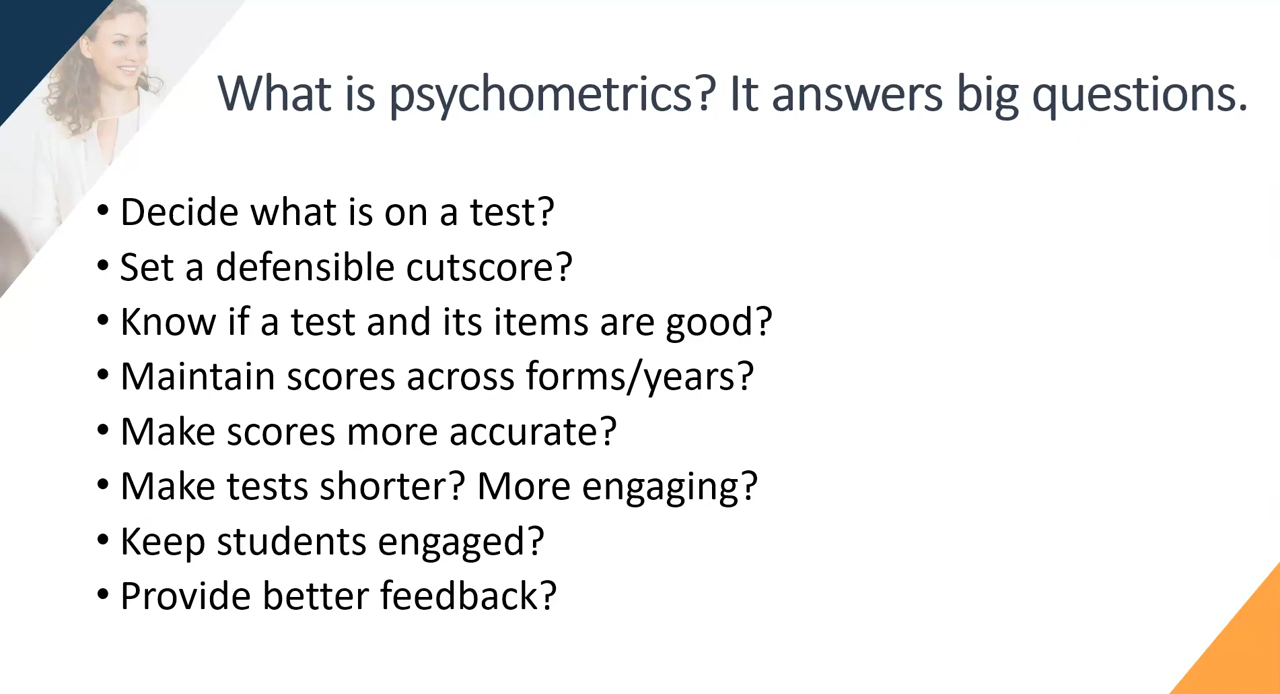 What is psychometrics? It answers big questions.
• Decide what is on a test?
• Set a defensible cutscore?
• Know if a test and its items are good?
• Maintain scores across forms/years?
• Make scores more accurate?
• Make tests shorter? More engaging?
• Keep students engaged?
• Provide better feedback?